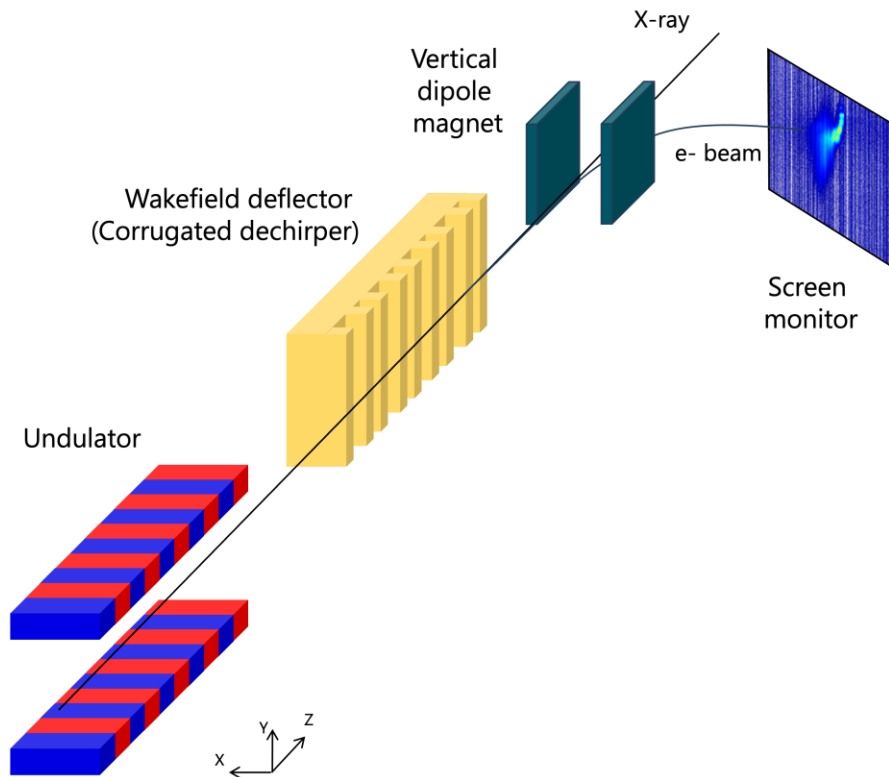 X-ray
Vertical
dipole
magnet
e- beam
Wakefield deflector
(Corrugated dechirper)
Screen
monitor
Undulator
Y
Z
X